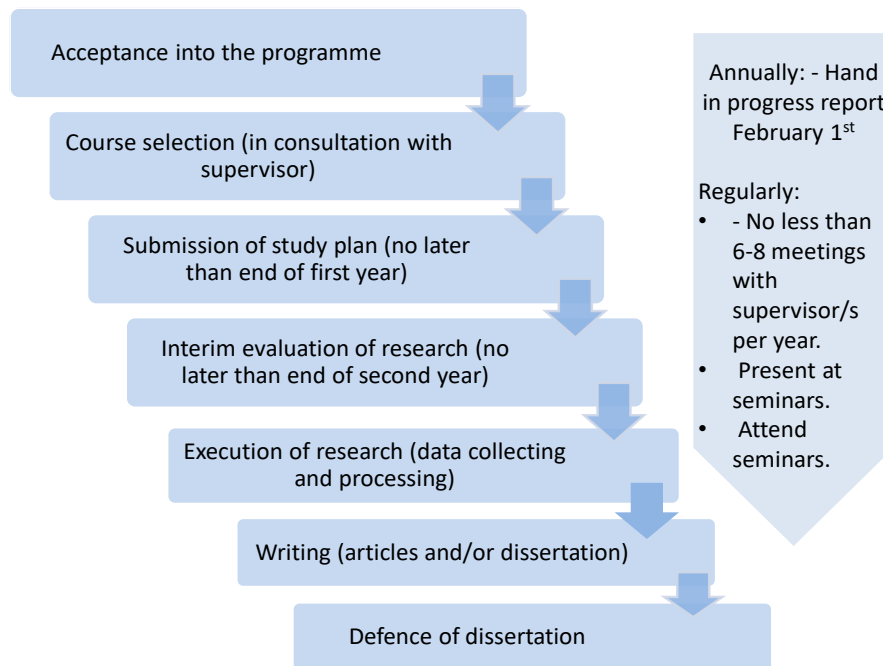 Acceptance into the programme
Course selection (in consultation with
supervisor)
Submission of study plan (no later
than end of first year)
Interim evaluation of research (no
later than end of second year)
Execution of research (data collecting
and processing)
Writing (articles and/or dissertation)
Defence of dissertation
Annually: - Hand
in progress report
February 1st
Regularly:
• - No less than
6-8 meetings
with
supervisor/s
per year.
• Present at
seminars.
• Attend
seminars.